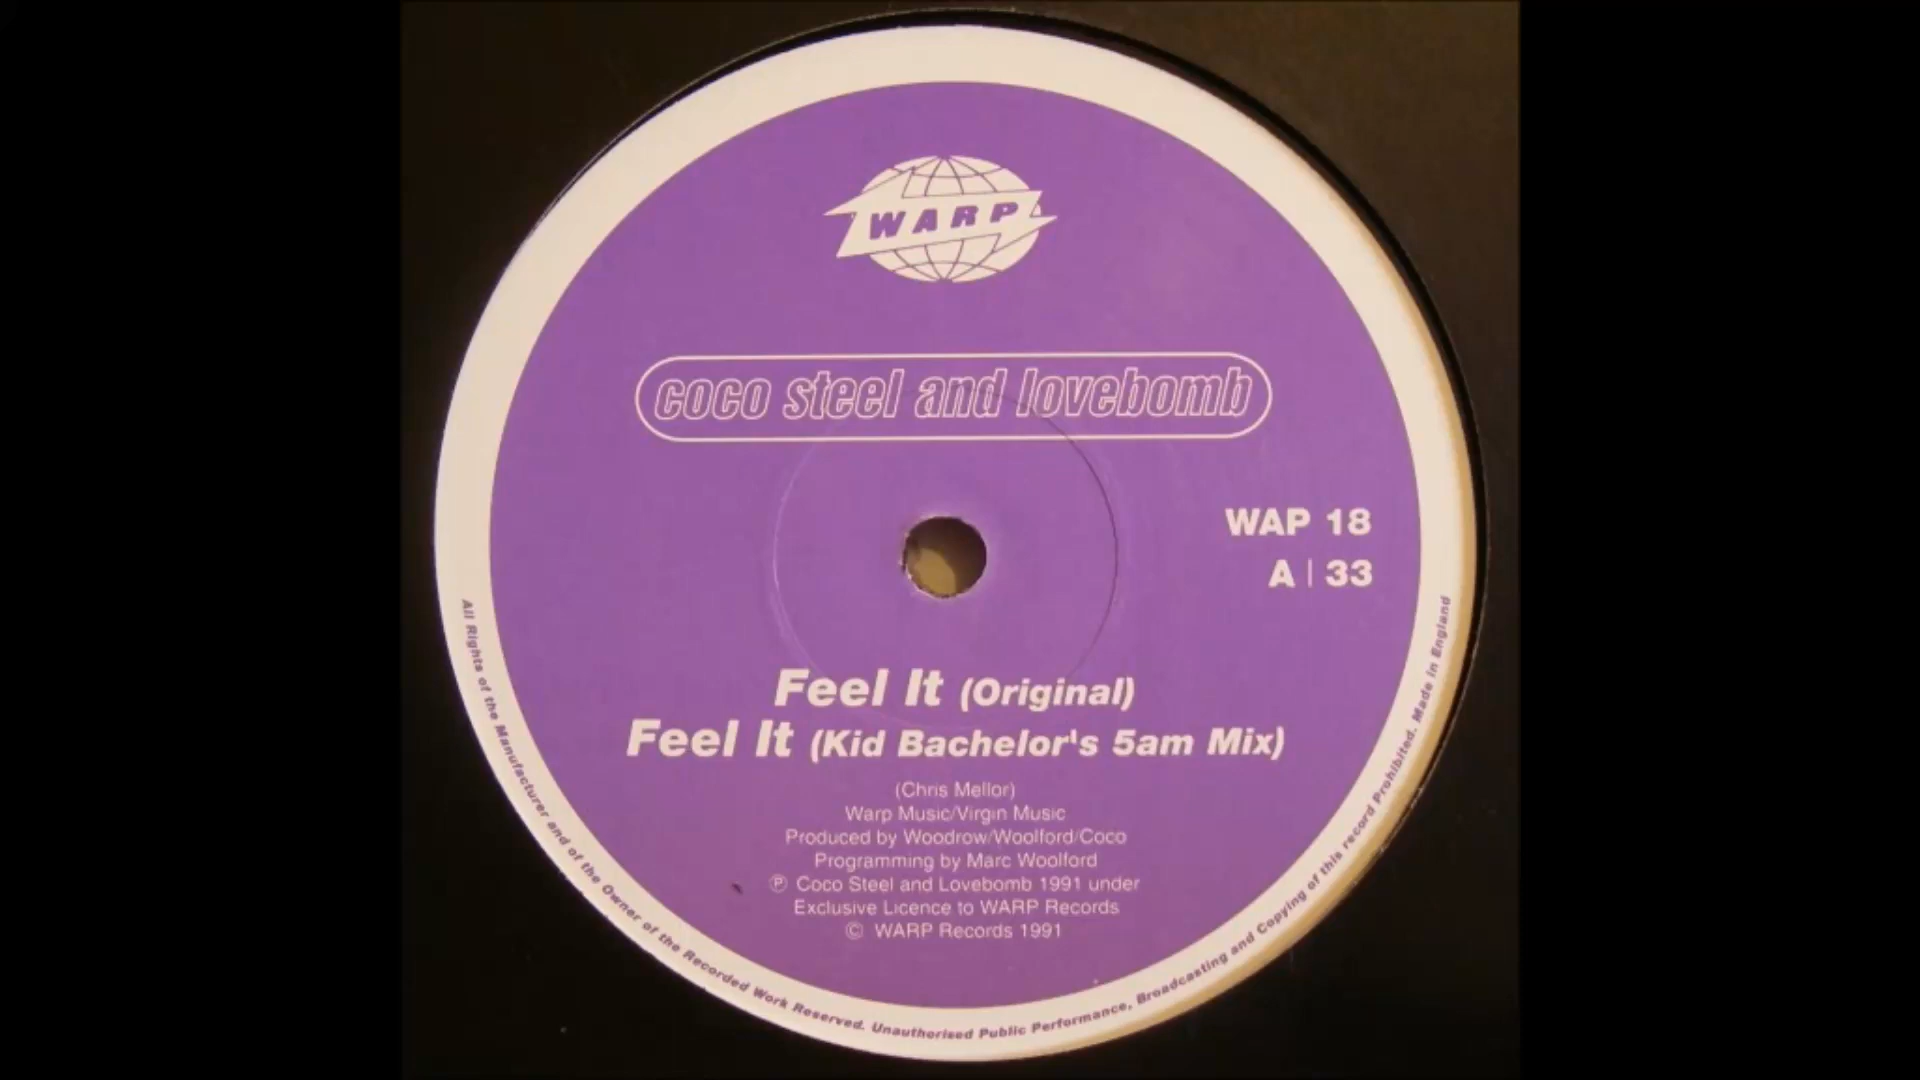 WARP
coco steel and lovebomb
WAP 18
A | 33
Feel It (Original)
Feel It (Kid Bachelor's 5am Mix)
(Chris Mellor)
Warp Music/Virgin Music
Produced by Woodrow/Woolford/Coco
Programming by Marc Woolford
℗ Coco Steel and Lovebomb 1991 under
Exclusive Licence to WARP Records
© WARP Records 1991
All Rights of the Manufacturer and of the Owner of the Recorded Work Reserved. Unauthorised Public Performance, Broadcasting and Copying of this record Prohibited. Made in England